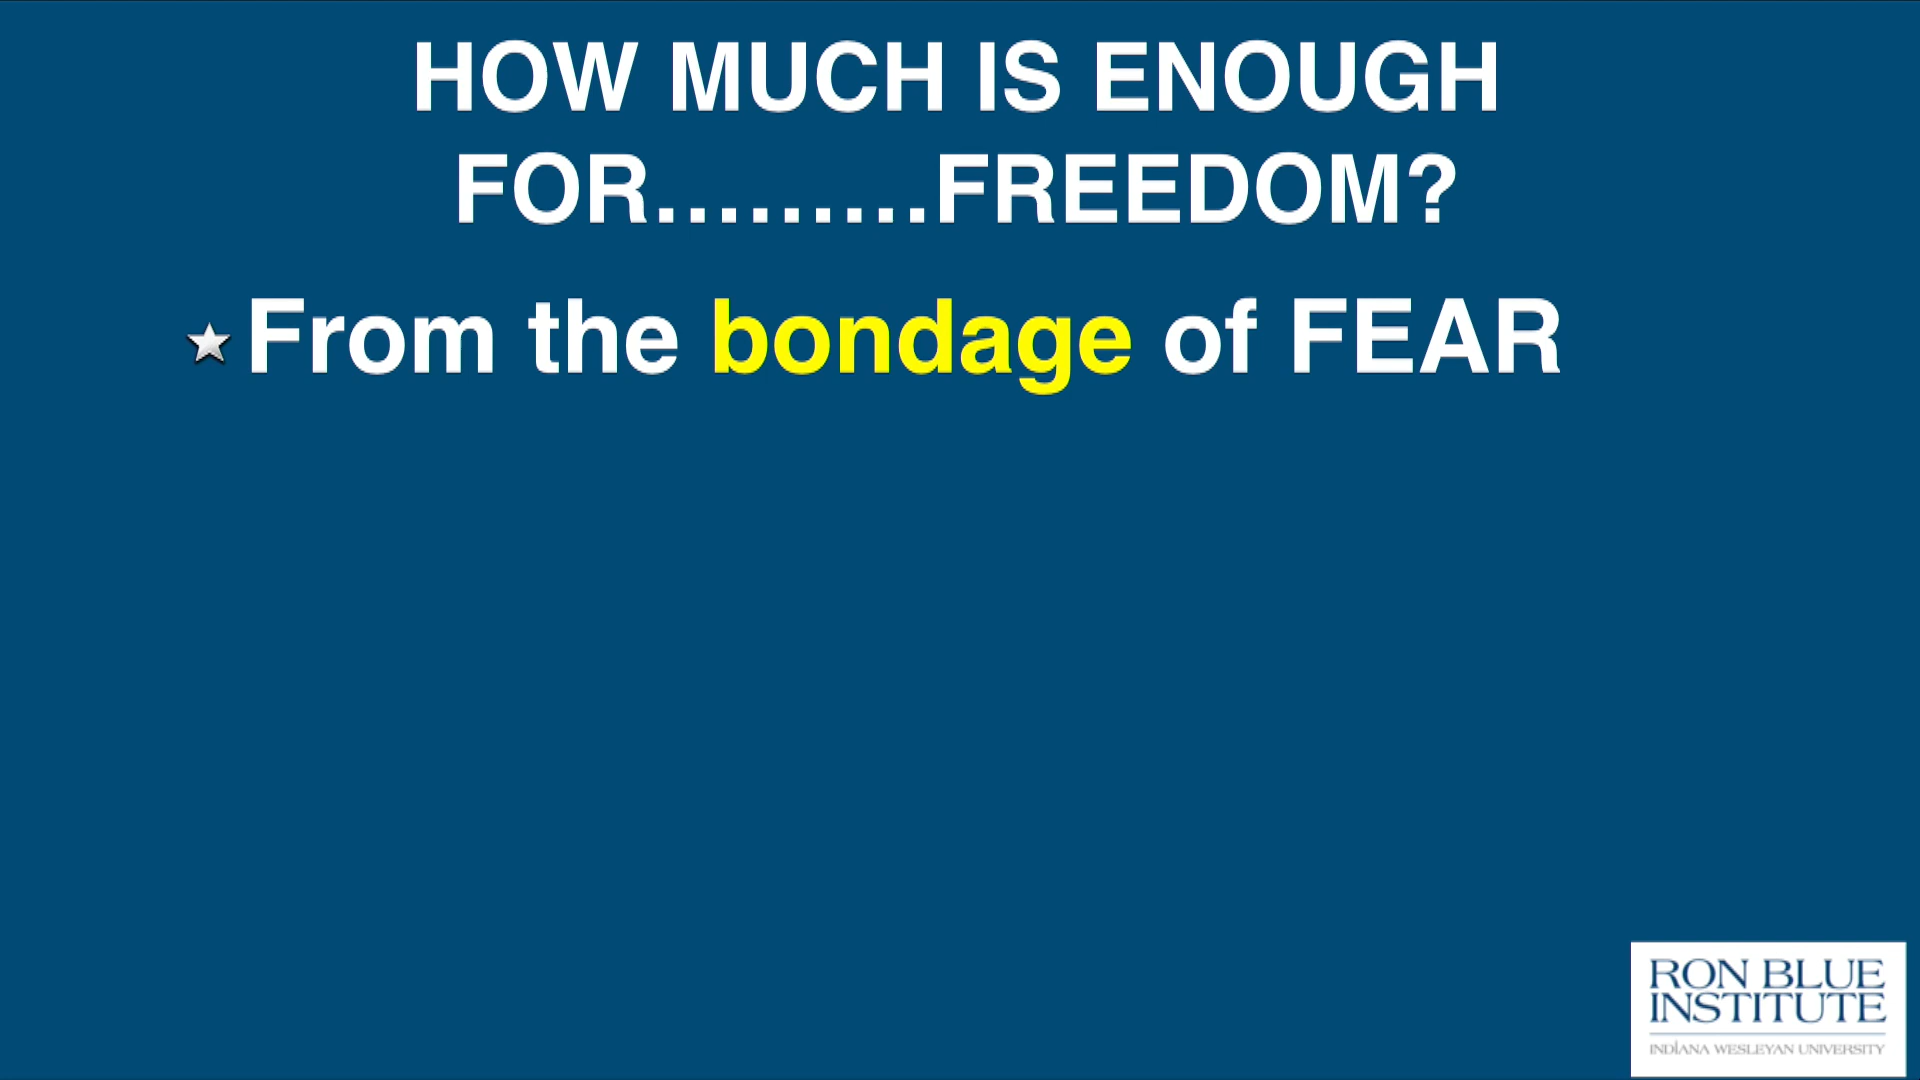 HOW MUCH IS ENOUGH
FOR.........FREEDOM?
From the bondage of FEAR
RON BLUE
INSTITUTE
INDIANA WESLEYAN UNIVERSITY